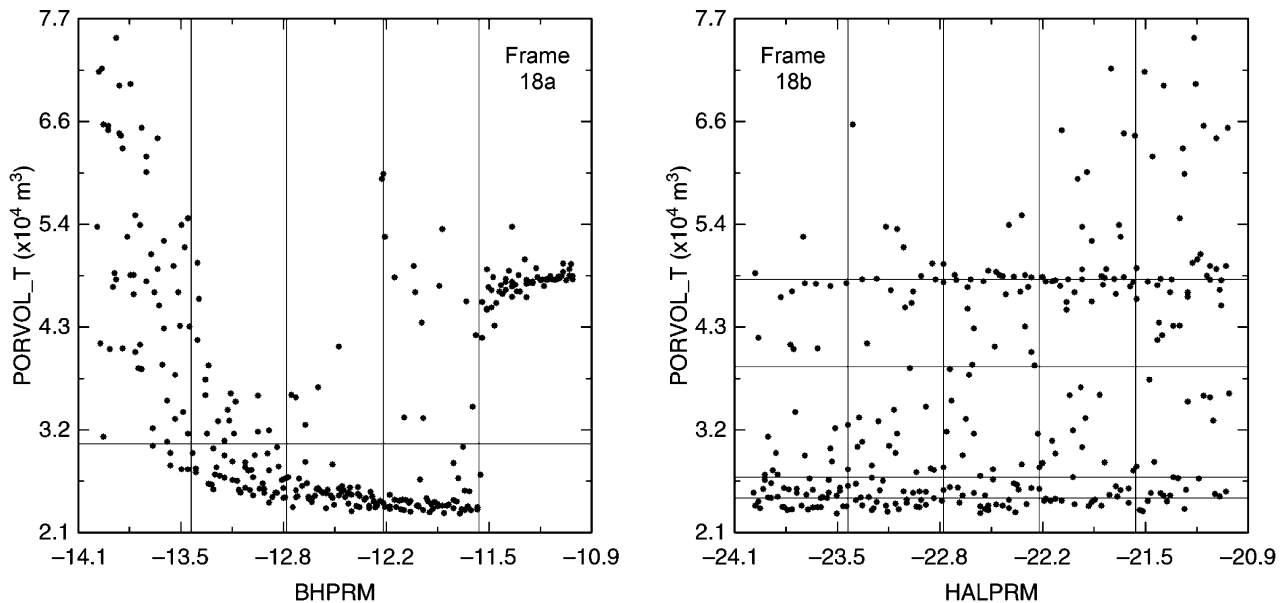 7.7
6.6
5.4
4.3
3.2
2.1
PORVOL_T (x10⁴ m³)
Frame
18a
−14.1 −13.5 −12.8 −12.2 −11.5 −10.9
BHPRM
7.7
6.6
5.4
4.3
3.2
2.1
PORVOL_T (x10⁴ m³)
Frame
18b
−24.1 −23.5 −22.8 −22.2 −21.5 −20.9
HALPRM